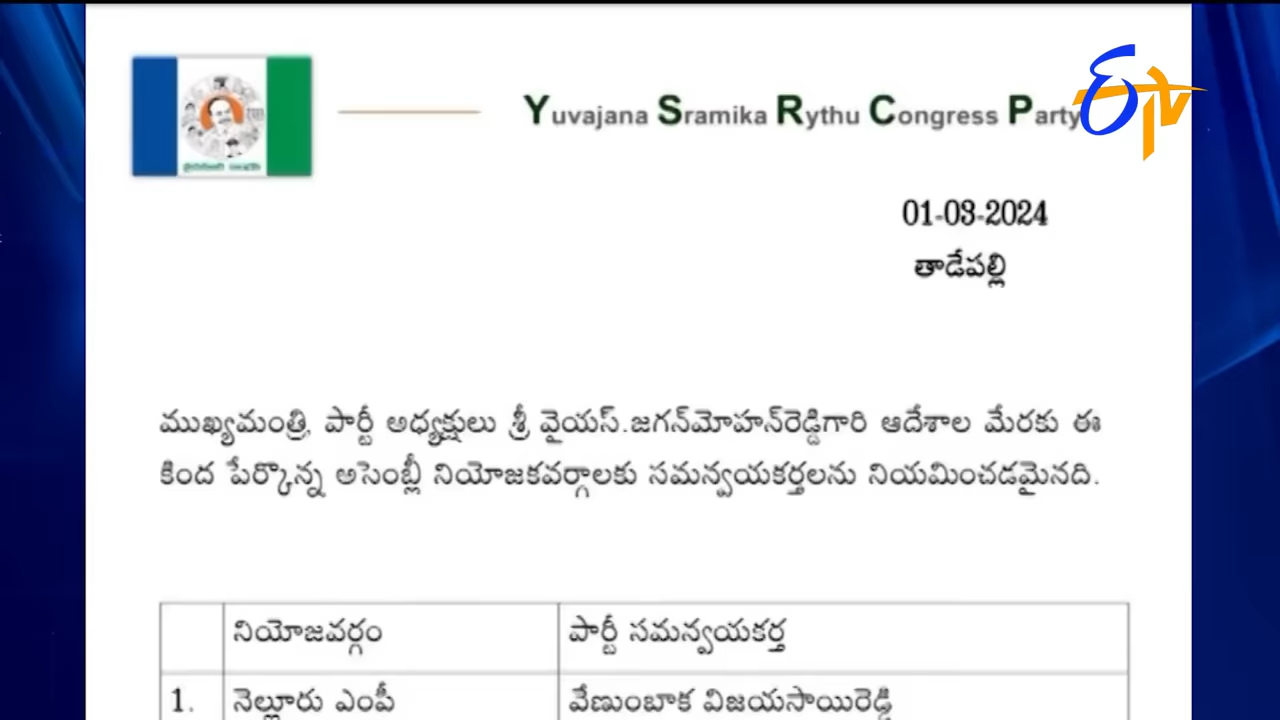 Yuvajana Sramika Rythu Congress Party
ETV
01-03-2024
తాడేపల్లి
ముఖ్యమంత్రి, పార్టీ అధ్యక్షులు శ్రీ వైయస్.జగన్‌మోహన్‌రెడ్డిగారి ఆదేశాల మేరకు ఈ
కింద పేర్కొన్న అసెంబ్లీ నియోజకవర్గాలకు సమన్వయకర్తలను నియమించడమైనది.
నియోజవర్గం పార్టీ సమన్వయకర్త
1. నెల్లూరు ఎంపీ వేణుంబాక విజయసాయిరెడ్డి